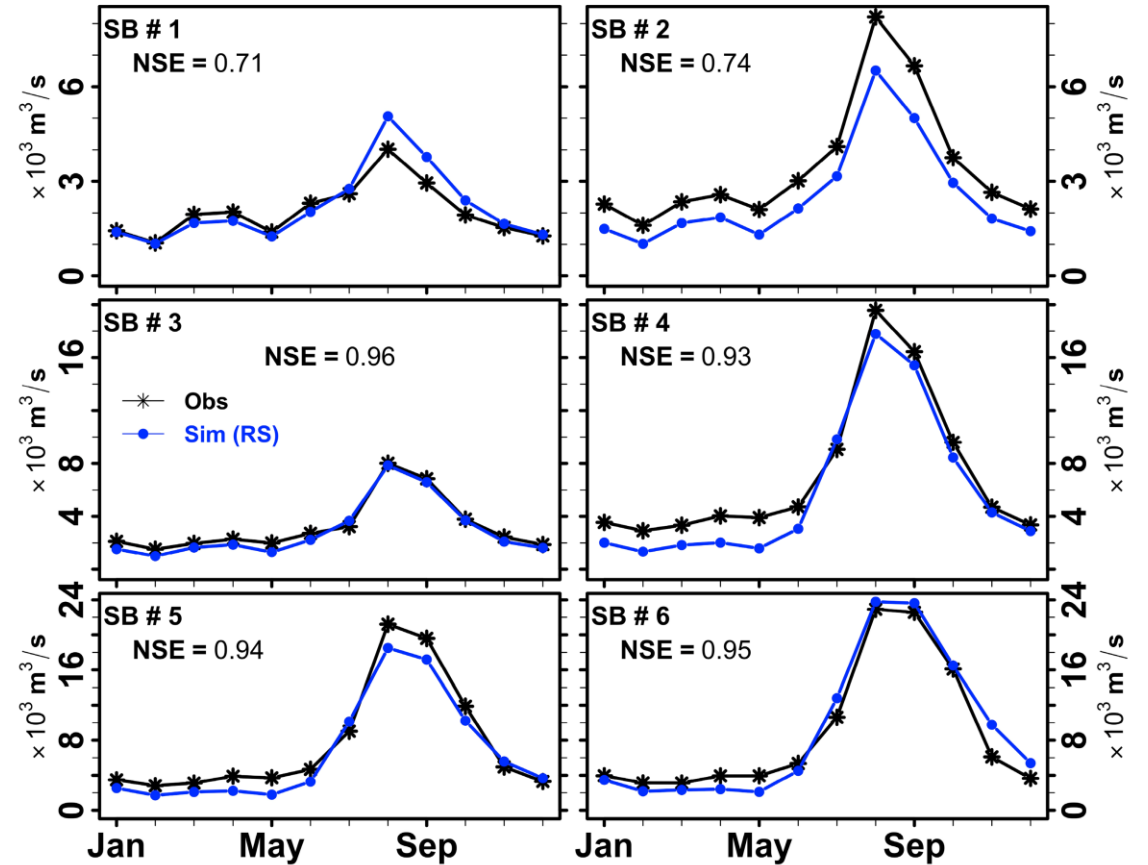 SB # 1
NSE = 0.71
0
3
6
× 10³ m³/s
SB # 2
NSE = 0.74
0
3
6
× 10³ m³/s
SB # 3
NSE = 0.96
Obs
Sim (RS)
4
8
16
× 10³ m³/s
SB # 4
NSE = 0.93
4
8
16
× 10³ m³/s
SB # 5
NSE = 0.94
0
8
16
24
× 10³ m³/s
SB # 6
NSE = 0.95
0
8
16
24
× 10³ m³/s
Jan May Sep
Jan May Sep